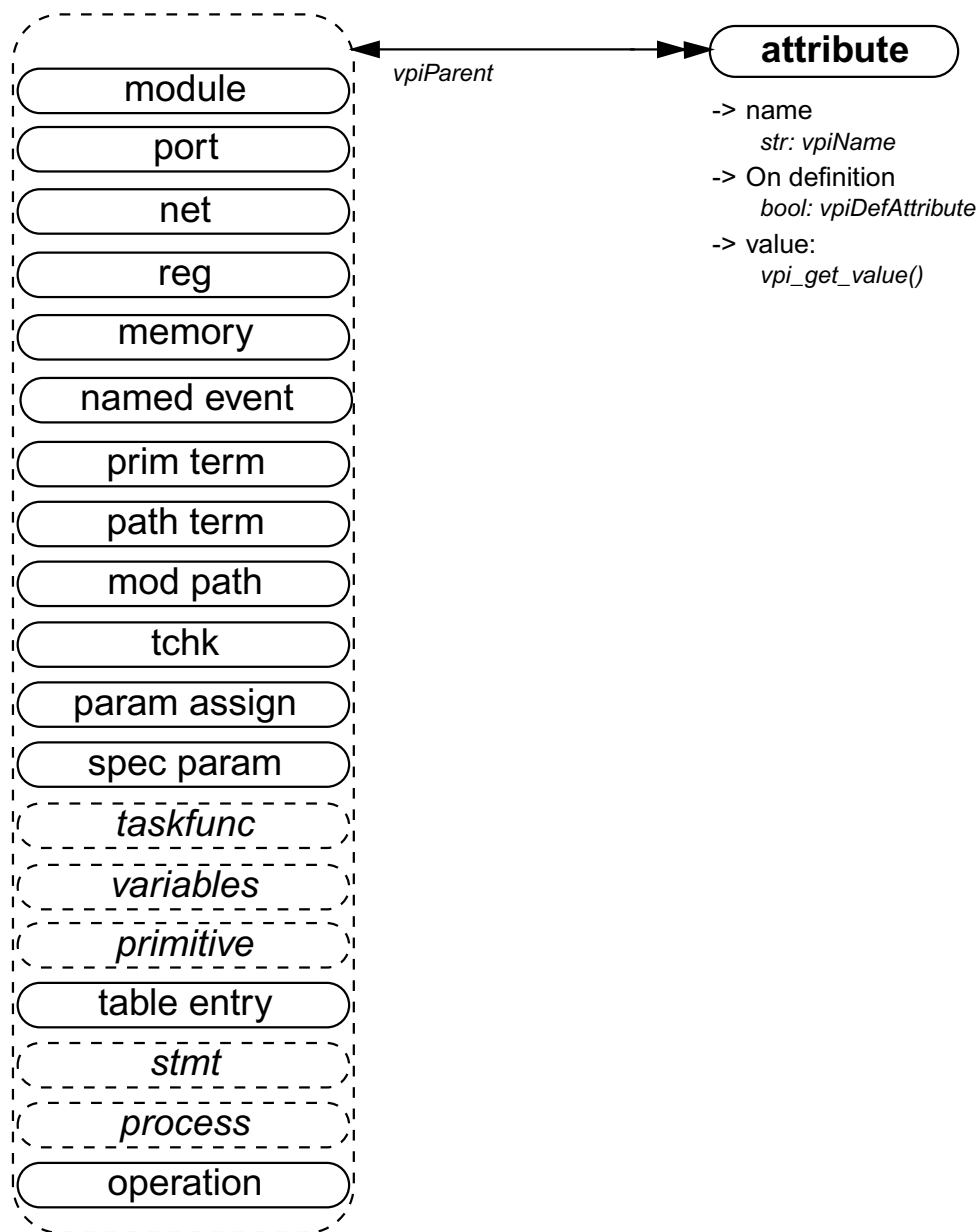 attribute
vpiParent
module
-> name
port
str: vpiName
-> On definition
net
bool: vpiDefAttribute
-> value:
reg
vpi_get_value()
memory
named event
prim term
path term
mod path
tchk
param assign
spec param
taskfunc
variables
primitive
table entry
stmt
process
operation